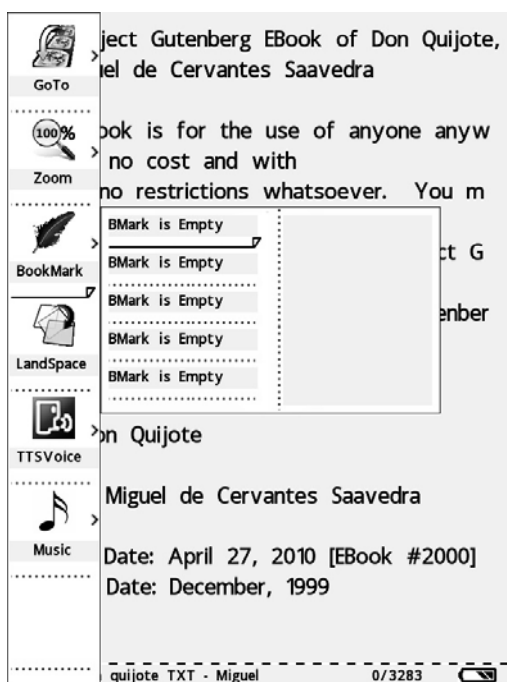 GoTo
100%
Zoom
BookMark
LandSpace
TTSVoice
Music
ject Gutenberg EBook of Don Quijote,
de Cervantes Saavedra
is for the use of anyone anyw
no cost and with
no restrictions whatsoever. You m
BMark is Empty
BMark is Empty
BMark is Empty
BMark is Empty
BMark is Empty
ct G
enber
Quijote
Miguel de Cervantes Saavedra
Date: April 27, 2010 [EBook #2000]
Date: December, 1999
quijote TXT - Miguel
0/3283